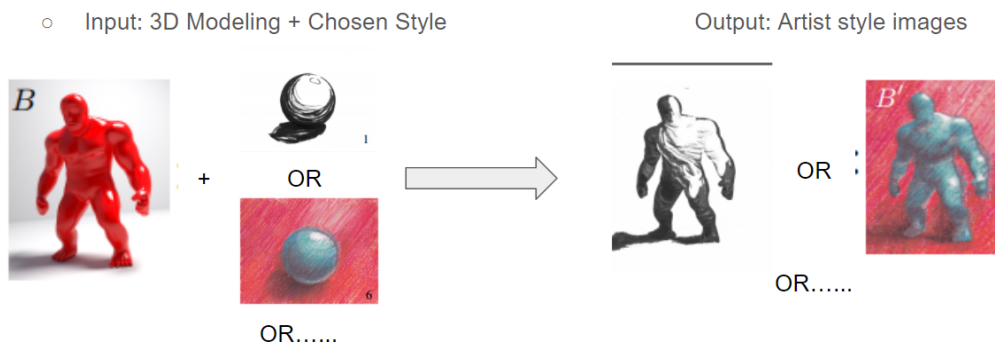 ○ Input: 3D Modeling + Chosen Style
Output: Artist style images
B
+
1
OR
6
OR…...
B'
OR
OR…...